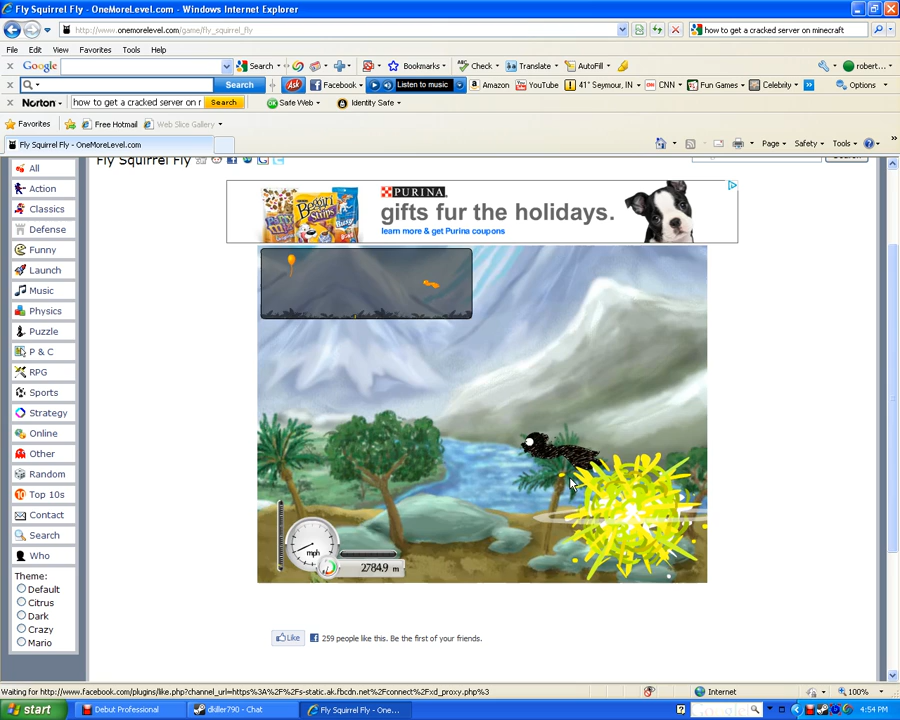 Fly Squirrel Fly - OneMoreLevel.com - Windows Internet Explorer
http://www.onemorelevel.com/game/fly_squirrel_fly
how to get a cracked server on minecraft
File Edit View Favorites Tools Help
Google Search Bookmarks Check Translate AutoFill robert...
Search Ask Facebook Listen to music Amazon YouTube 41° Seymour, IN CNN Fun Games Celebrity Options
Norton how to get a cracked server on r Search Safe Web Identity Safe
Favorites Free Hotmail Web Slice Gallery
Fly Squirrel Fly - OneMoreLevel.com
Page Safety Tools
Fly Squirrel Fly
All
Action
Classics
Defense
Funny
Launch
Music
Physics
Puzzle
P & C
RPG
Sports
Strategy
Online
Other
Random
Top 10s
Contact
Search
Who
Theme:
Default
Citrus
Dark
Crazy
Mario
PURINA
gifts fur the holidays.
learn more & get Purina coupons
Beggin' Strips
mph
2784.9 m
Like 259 people like this. Be the first of your friends.
Waiting for http://www.facebook.com/plugins/like.php?channel_url=https%3A%2F%2Fs-static.ak.fbcdn.net%2Fconnect%2Fxd_proxy.php%3
Internet 100%
start Debut Professional dkiller790 - Chat Fly Squirrel Fly - One... Search 4:54 PM